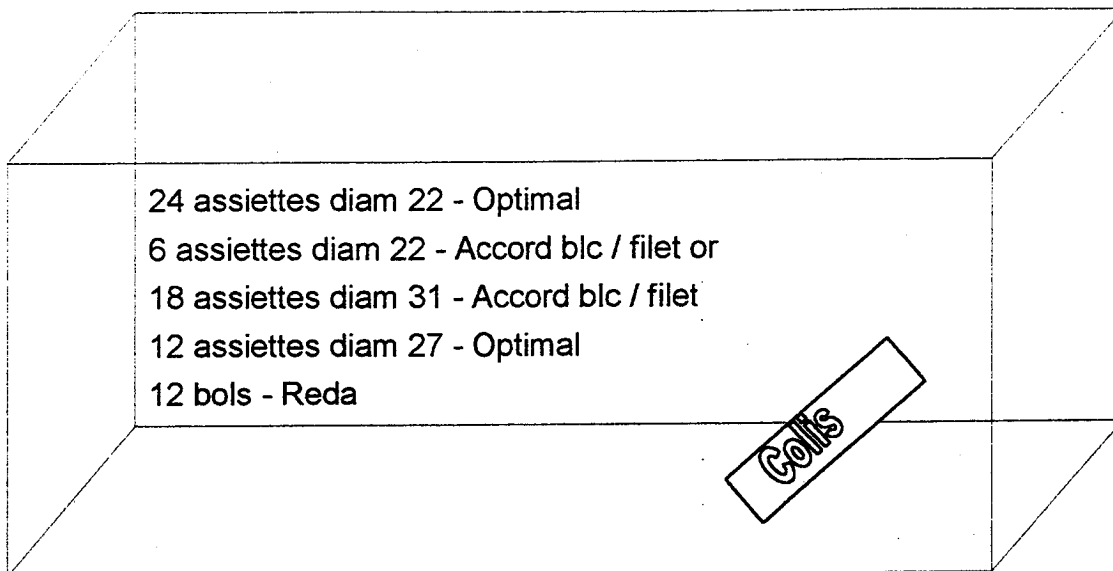 24 assiettes diam 22 - Optimal
6 assiettes diam 22 - Accord blc / filet or
18 assiettes diam 31 - Accord blc / filet
12 assiettes diam 27 - Optimal
12 bols - Reda
Colis